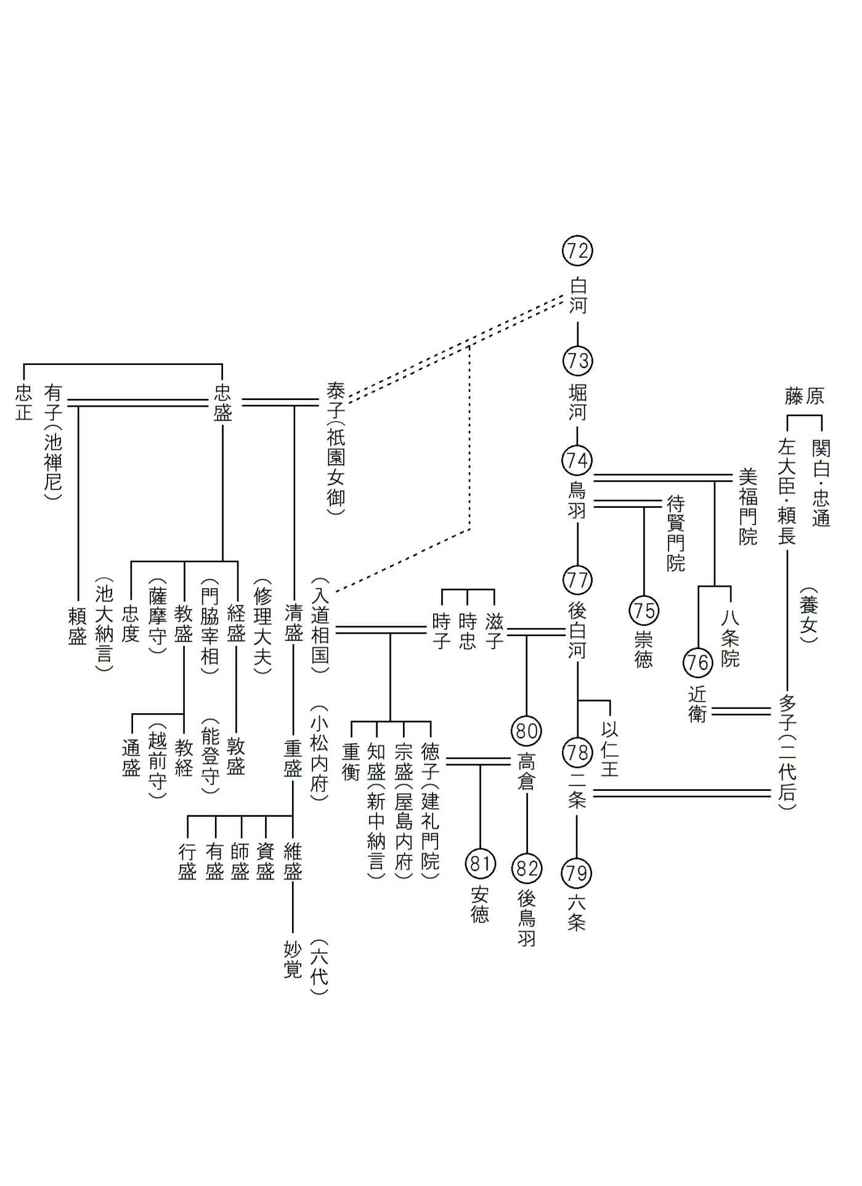 72
白河
73
堀河
74
鳥羽
美福門院
待賢門院
藤原
関白・忠通
左大臣・頼長
(養女)
多子(二代后)
八条院
76
近衛
75
崇徳
77
後白河
以仁王
78
二条
79
六条
滋子
時忠
時子
80
高倉
82
後鳥羽
81
安徳
徳子(建礼門院)
宗盛(屋島内府)
知盛(新中納言)
重衡
泰子(祇園女御)
忠盛
有子(池禅尼)
忠正
(入道相国)
清盛
(修理大夫)
経盛
(門脇宰相)
教盛
(薩摩守)
忠度
(池大納言)
頼盛
(小松内府)
重盛
敦盛
(能登守)
教経
(越前守)
通盛
維盛
資盛
師盛
有盛
行盛
(六代)
妙覚